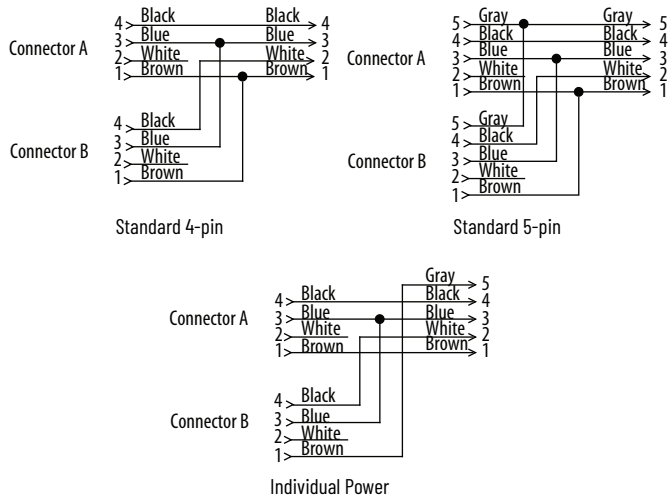 4 Black Black 4
3 Blue Blue 3
2 White White 2
1 Brown Brown 1
Connector A
4 Black
3 Blue
2 White
1 Brown
Connector B
Standard 4-pin
5 Gray Gray 5
4 Black Black 4
3 Blue Blue 3
2 White White 2
1 Brown Brown 1
Connector A
5 Gray
4 Black
3 Blue
2 White
1 Brown
Connector B
Standard 5-pin
Gray 5
4 Black Black 4
3 Blue Blue 3
2 White White 2
1 Brown Brown 1
Connector A
4 Black
3 Blue
2 White
1 Brown
Connector B
Individual Power